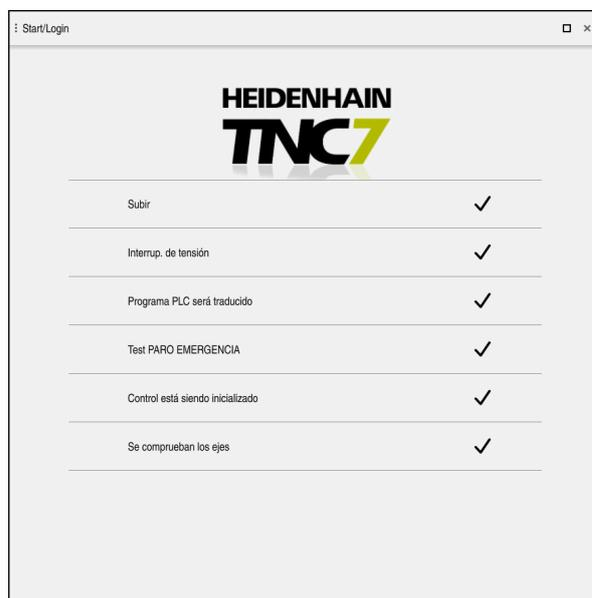 Start/Login
HEIDENHAIN
TNC7
Subir
Interrup. de tensión
Programa PLC será traducido
Test PARO EMERGENCIA
Control está siendo inicializado
Se comprueban los ejes